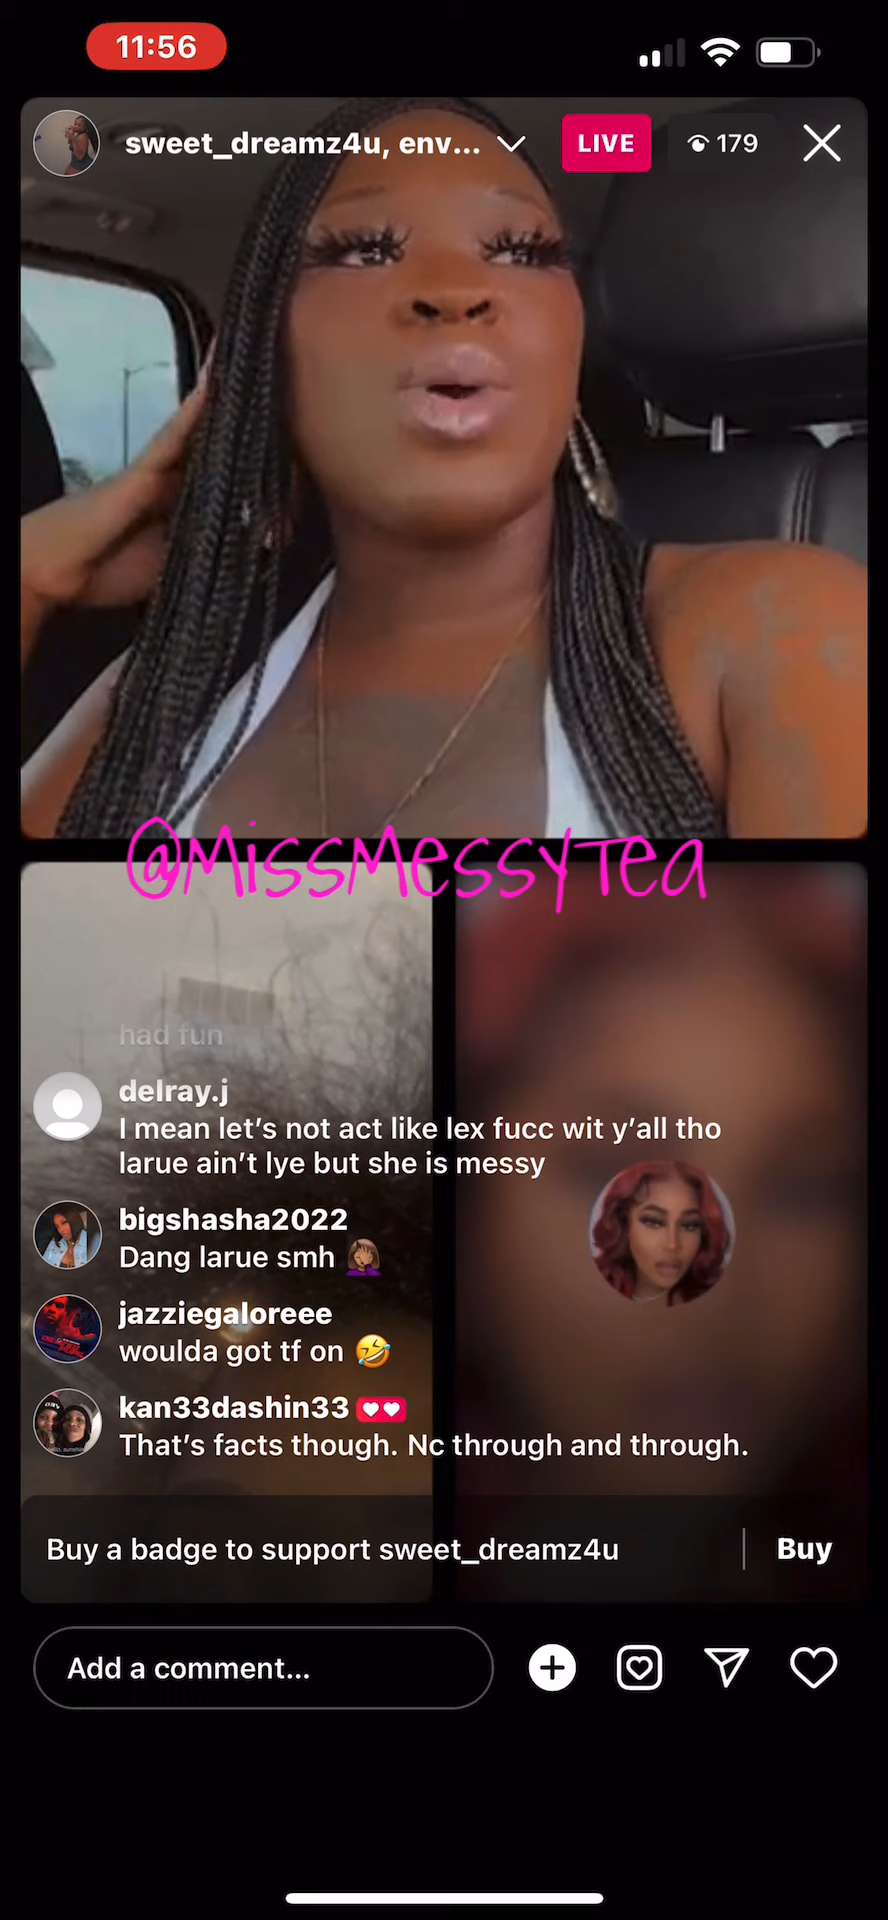 11:56
sweet_dreamz4u, env...
LIVE
179
@MissMessyTea
had fun
delray.j
I mean let's not act like lex fucc wit y'all tho
larue ain't lye but she is messy
bigshasha2022
Dang larue smh 🤦🏾‍♀️
jazziegaloreee
woulda got tf on 🤣
kan33dashin33
That's facts though. Nc through and through.
Buy a badge to support sweet_dreamz4u
Buy
Add a comment...